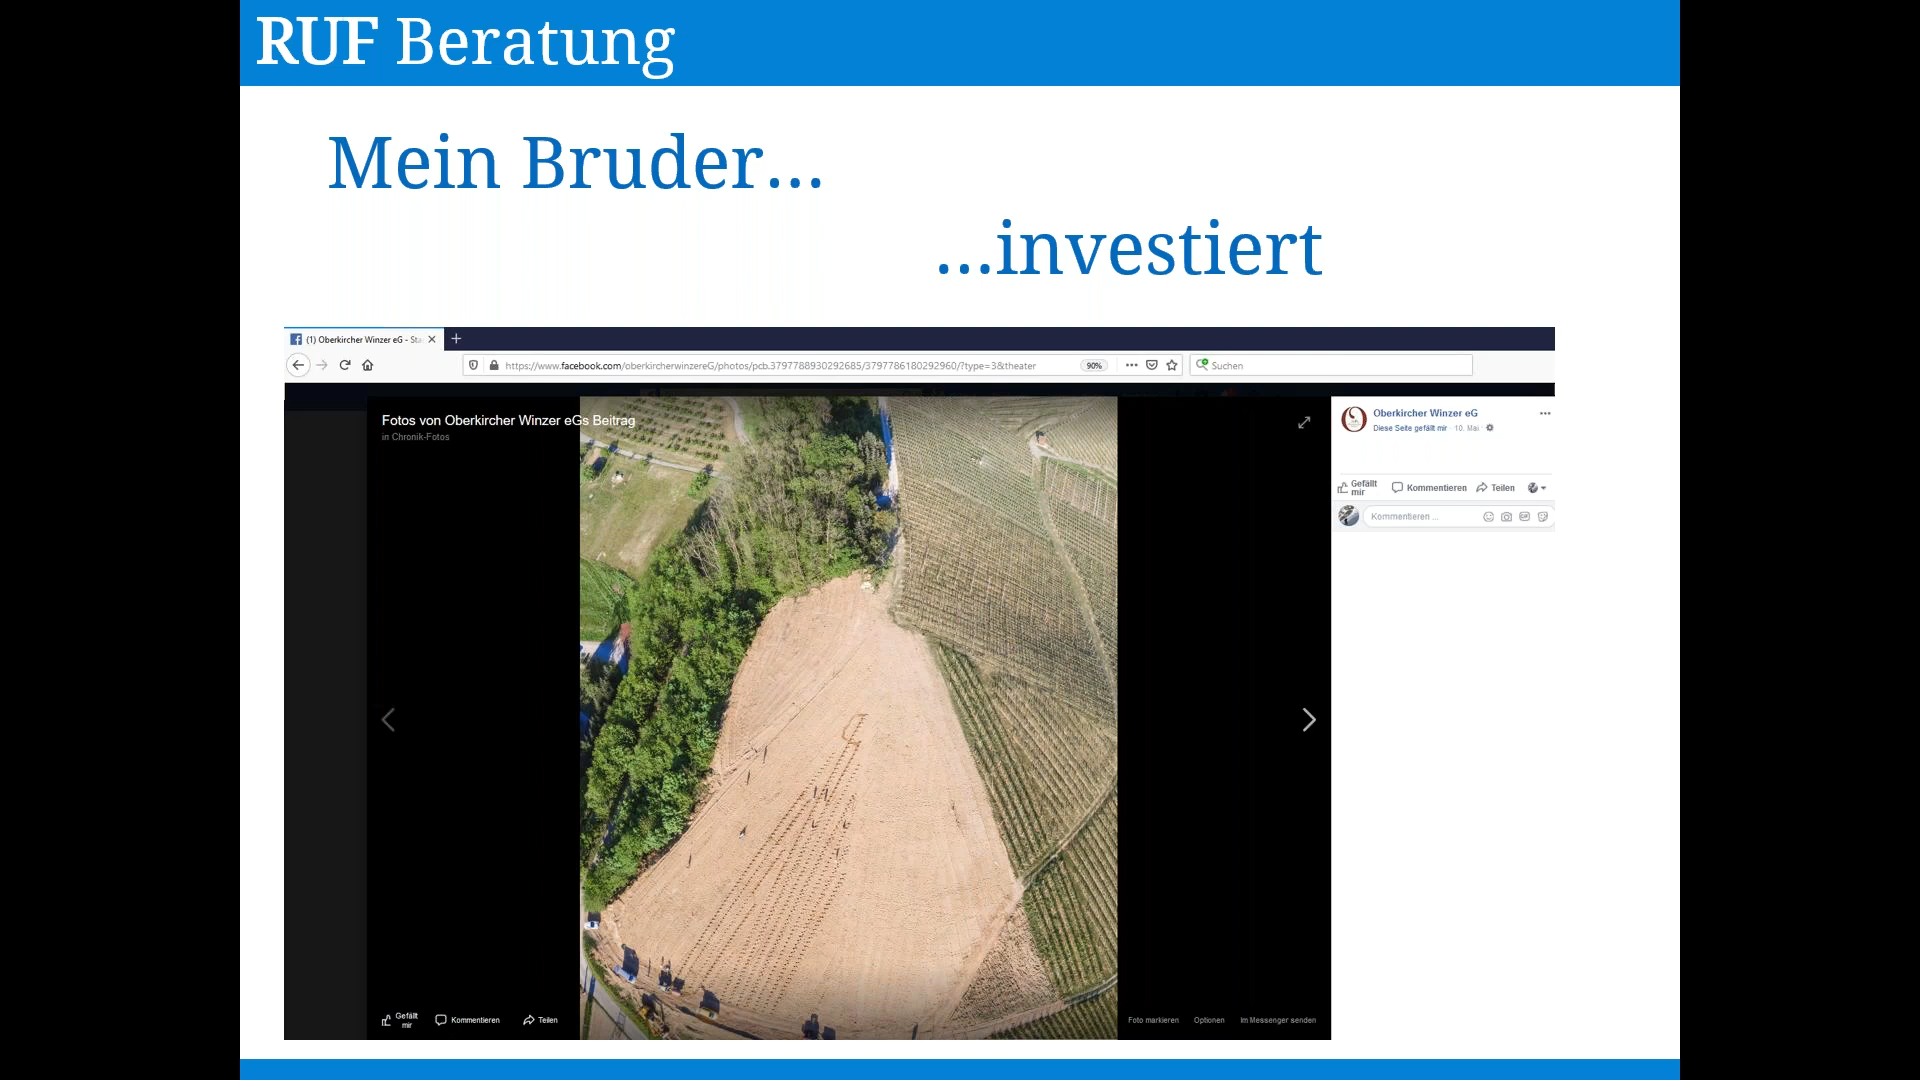 RUF Beratung
Mein Bruder...
...investiert
(1) Oberkircher Winzer eG - Sta
https://www.facebook.com/oberkircherwinzereG/photos/pcb.3797788930292685/3797786180292960/?type=3&theater
90%
Suchen
Fotos von Oberkircher Winzer eGs Beitrag
in Chronik-Fotos
Oberkircher Winzer eG
Diese Seite gefällt mir · 10. Mai ·
Gefällt mir
Kommentieren
Teilen
Kommentieren ...
Gefällt mir
Kommentieren
Teilen
Foto markieren
Optionen
Im Messenger senden